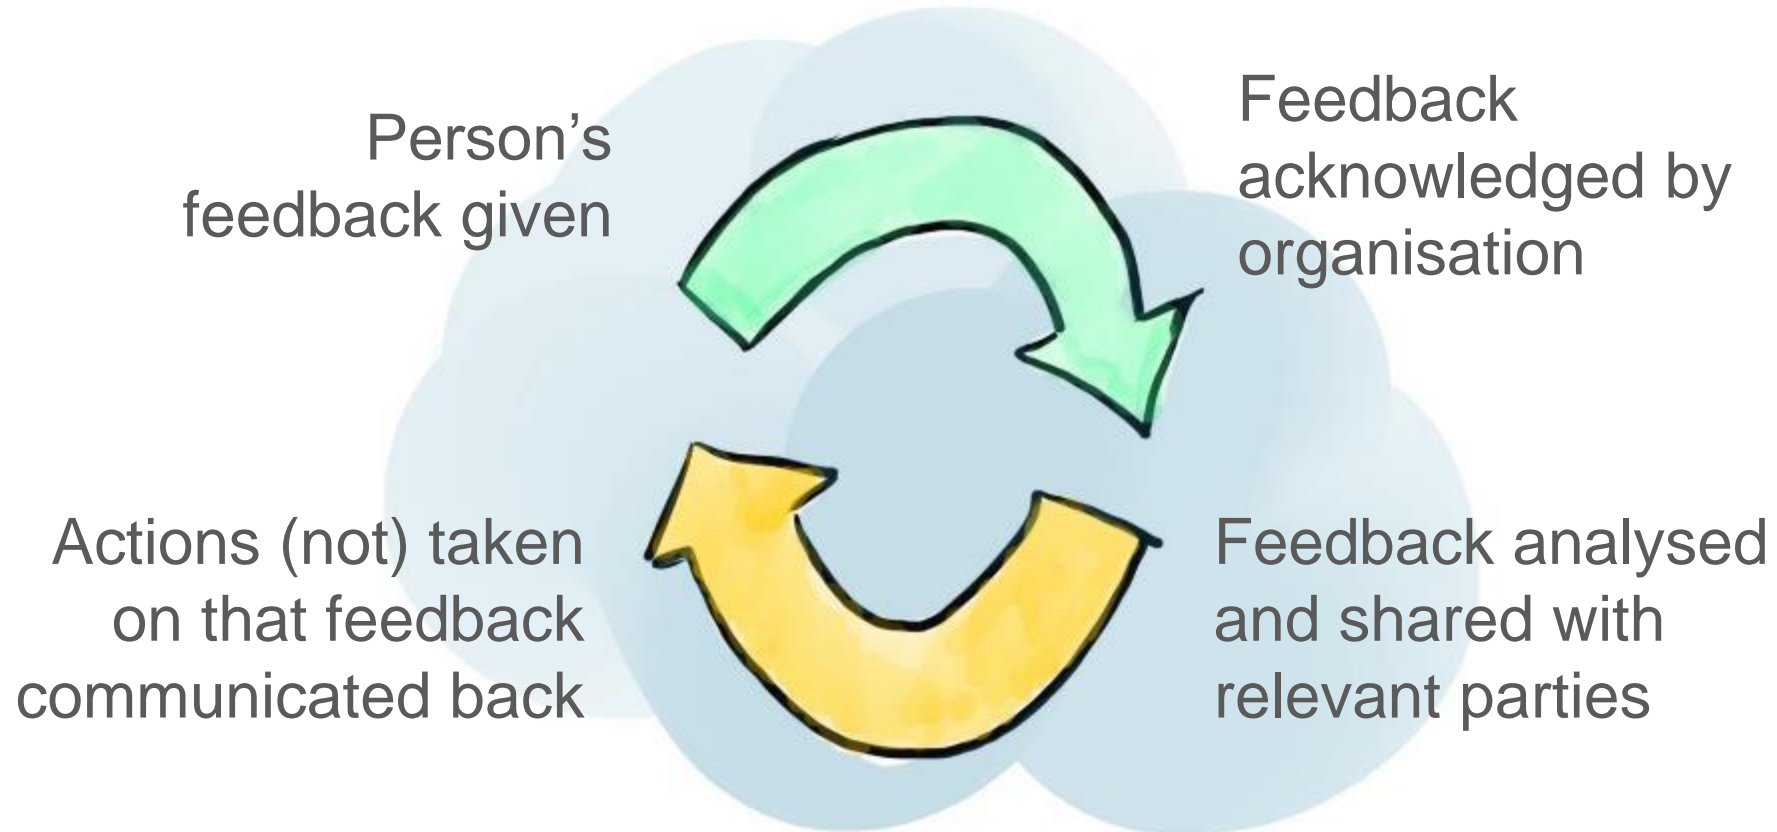 Person’s
feedback given
Feedback
acknowledged by
organisation
Feedback analysed
and shared with
relevant parties
Actions (not) taken
on that feedback
communicated back